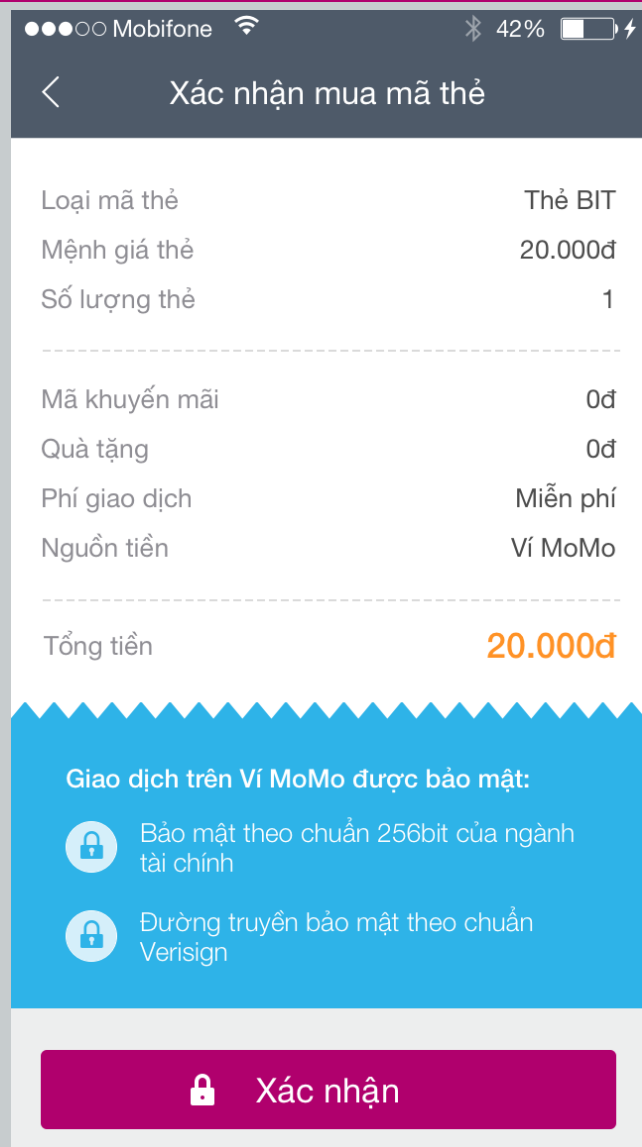 Mobifone 42%
Xác nhận mua mã thẻ
Loại mã thẻ Thẻ BIT
Mệnh giá thẻ 20.000đ
Số lượng thẻ 1
Mã khuyến mãi 0đ
Quà tặng 0đ
Phí giao dịch Miễn phí
Nguồn tiền Ví MoMo
Tổng tiền 20.000đ
Giao dịch trên Ví MoMo được bảo mật:
Bảo mật theo chuẩn 256bit của ngành
tài chính
Đường truyền bảo mật theo chuẩn
Verisign
Xác nhận